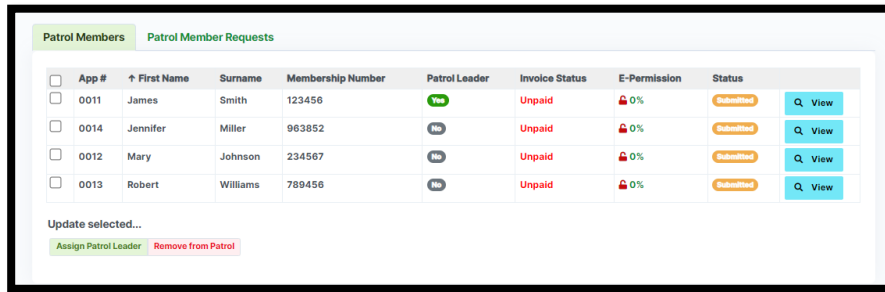 Patrol Members Patrol Member Requests
App # ↑ First Name Surname Membership Number Patrol Leader Invoice Status E-Permission Status
0011 James Smith 123456 Yes Unpaid 0% Submitted View
0014 Jennifer Miller 963852 No Unpaid 0% Submitted View
0012 Mary Johnson 234567 No Unpaid 0% Submitted View
0013 Robert Williams 789456 No Unpaid 0% Submitted View
Update selected...
Assign Patrol Leader Remove from Patrol